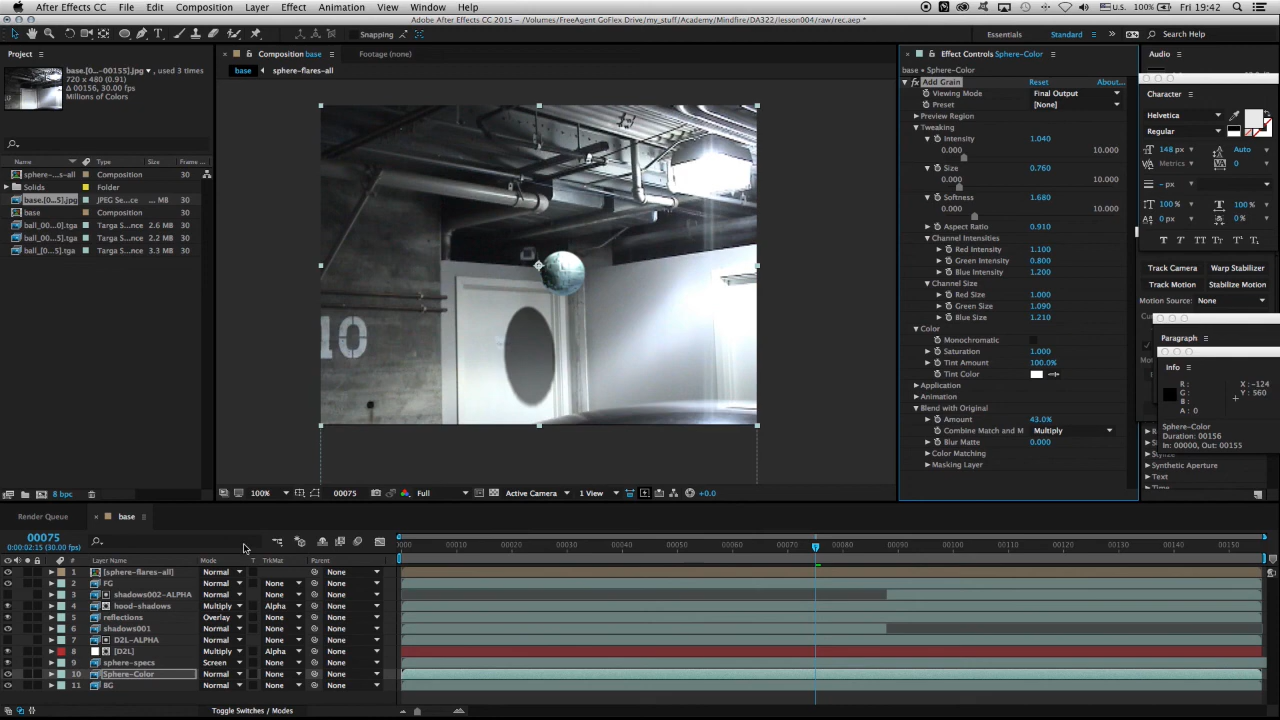 After Effects CC File Edit Composition Layer Effect Animation View Window Help U.S. 100% Fri 19:42
Adobe After Effects CC 2015 - /Volumes/FreeAgent GoFlex Drive/my_stuff/Academy/Mindfire/DA322/lesson004/raw/rec.aep *
Snapping Essentials Standard Search Help
Project
base.[0...-00155].jpg , used 3 times
720 x 480 (0.91)
Δ 00156, 30.00 fps
Millions of Colors
Name Type Size Frame ...
sphere-...s-all Composition 30
Solids Folder
base.[0...5].jpg JPEG Se...ce ... MB 30
base Composition 30
ball_00...0].tga Targa S...nce 2.6 MB 30
ball_00...5].tga Targa S...nce 2.2 MB 30
ball_[0...5].tga Targa S...nce 3.3 MB 30
8 bpc
Composition base Footage (none)
base sphere-flares-all
10
100% 00075 Full Active Camera 1 View +0.0
Effect Controls Sphere-Color
base • Sphere-Color
fx Add Grain Reset About...
Viewing Mode Final Output
Preset [None]
Preview Region
Tweaking
Intensity 1.040
0.000 10.000
Size 0.760
0.000 10.000
Softness 1.680
0.000 10.000
Aspect Ratio 0.910
Channel Intensities
Red Intensity 1.100
Green Intensity 0.800
Blue Intensity 1.200
Channel Size
Red Size 1.000
Green Size 1.090
Blue Size 1.210
Color
Monochromatic
Saturation 1.000
Tint Amount 100.0%
Tint Color
Application
Animation
Blend with Original
Amount 43.0%
Combine Match and M Multiply
Blur Matte 0.000
Color Matching
Masking Layer
Audio
Character
Helvetica
Regular
148 px Auto
Metrics 0
- px
100% 100%
0 px 0%
T T TT Tt T T
Track Camera Warp Stabilizer
Track Motion Stabilize Motion
Motion Source: None
Paragraph
Info
R : X : -124
G : Y : 560
B :
A : 0
Sphere-Color
Duration: 00156
In: 00000, Out: 00155
Synthetic Aperture
Text
Render Queue base
00075
0:00:02:15 (30.00 fps)
# Layer Name Mode T TrkMat Parent
1 [sphere-flares-all] Normal None
2 FG Normal None None
3 shadows002-ALPHA Normal None None
4 hood-shadows Multiply Alpha None
5 reflections Overlay None None
6 shadows001 Normal None None
7 D2L-ALPHA Normal None None
8 [D2L] Multiply Alpha None
9 sphere-specs Screen None None
10 Sphere-Color Normal None None
11 BG Normal None None
0000 00010 00020 00030 00040 00050 00060 00070 00080 00090 00100 00110 00120 00130 00140 00150
Toggle Switches / Modes